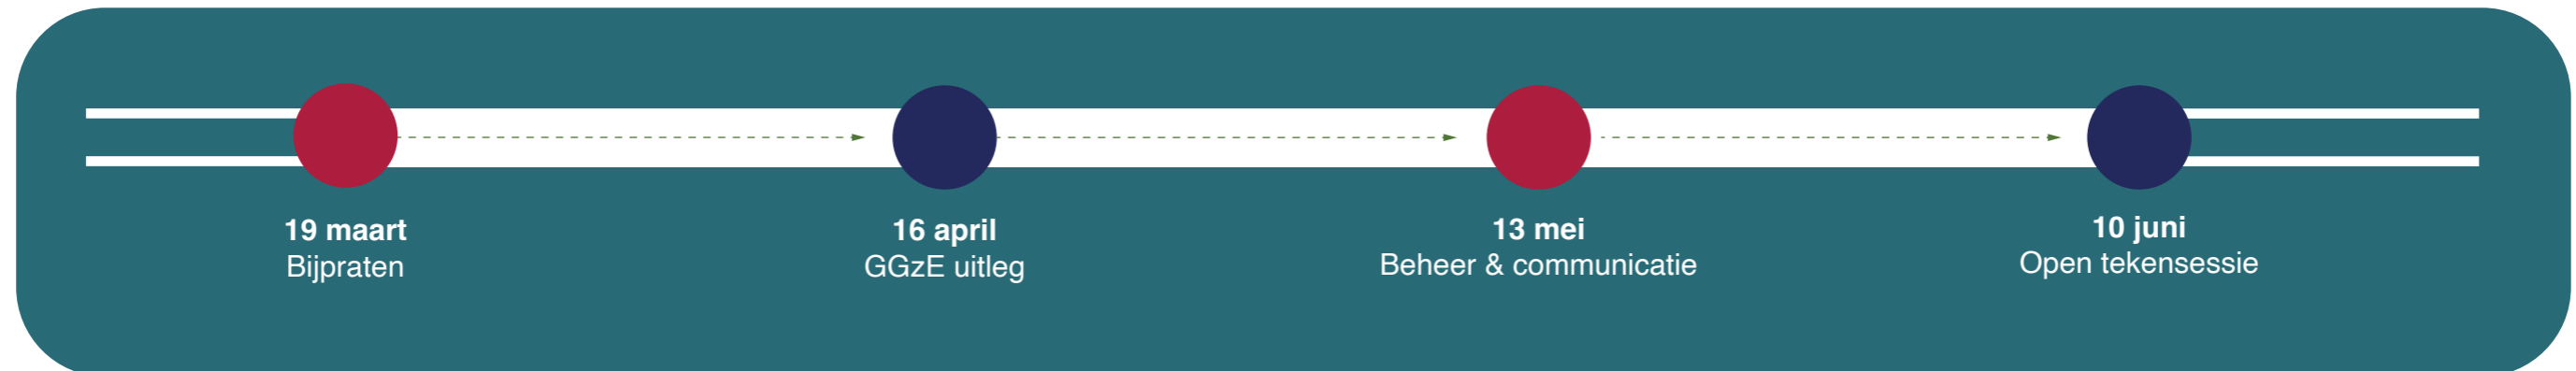 19 maart
Bijpraten
16 april
GGzE uitleg
13 mei
Beheer & communicatie
10 juni
Open tekensessie